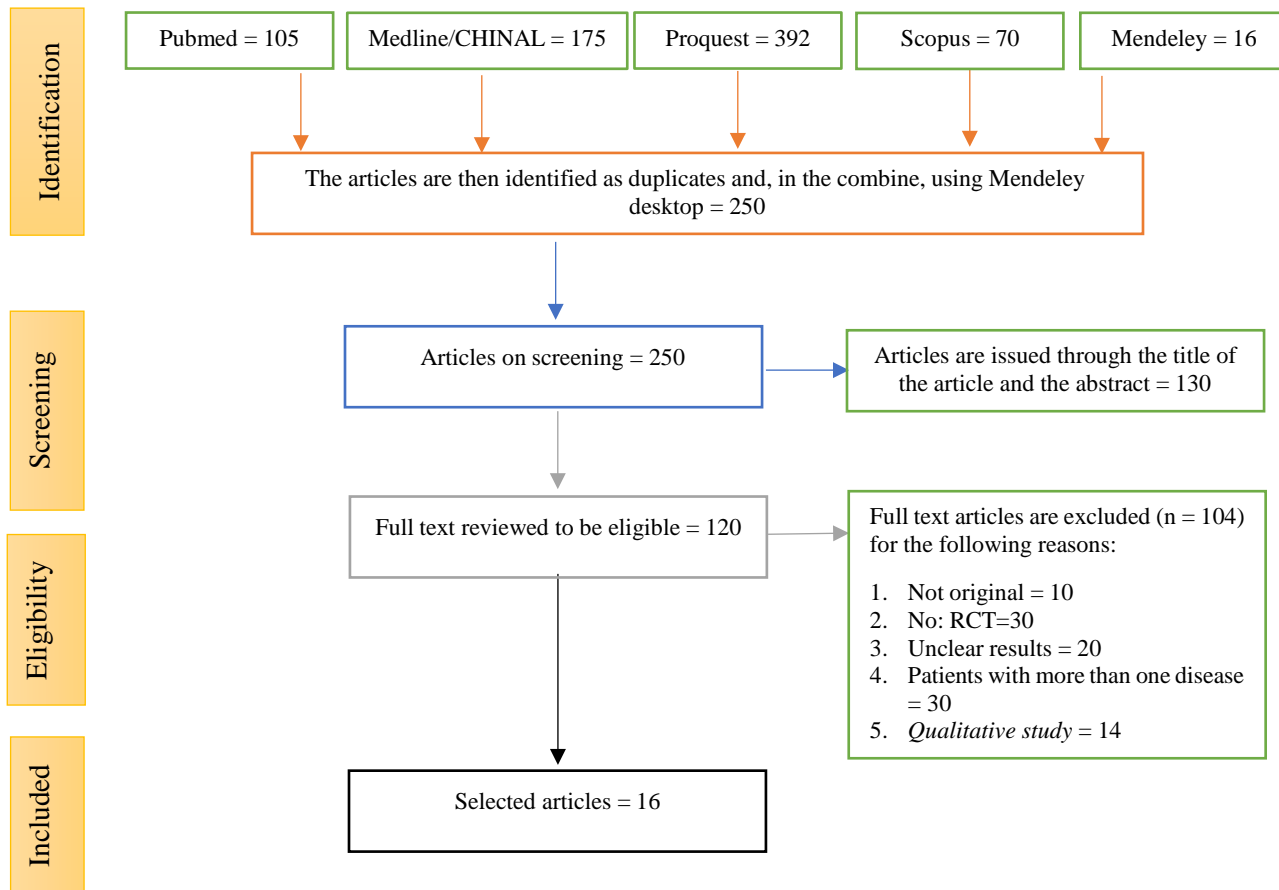 Identification
Pubmed = 105
Medline/CHINAL = 175
Proquest = 392
Scopus = 70
Mendeley = 16
The articles are then identified as duplicates and, in the combine, using Mendeley
desktop = 250
Screening
Articles on screening = 250
Articles are issued through the title of
the article and the abstract = 130
Eligibility
Full text reviewed to be eligible = 120
Full text articles are excluded (n = 104)
for the following reasons:
1. Not original = 10
2. No: RCT=30
3. Unclear results = 20
4. Patients with more than one disease
= 30
5. Qualitative study = 14
Included
Selected articles = 16